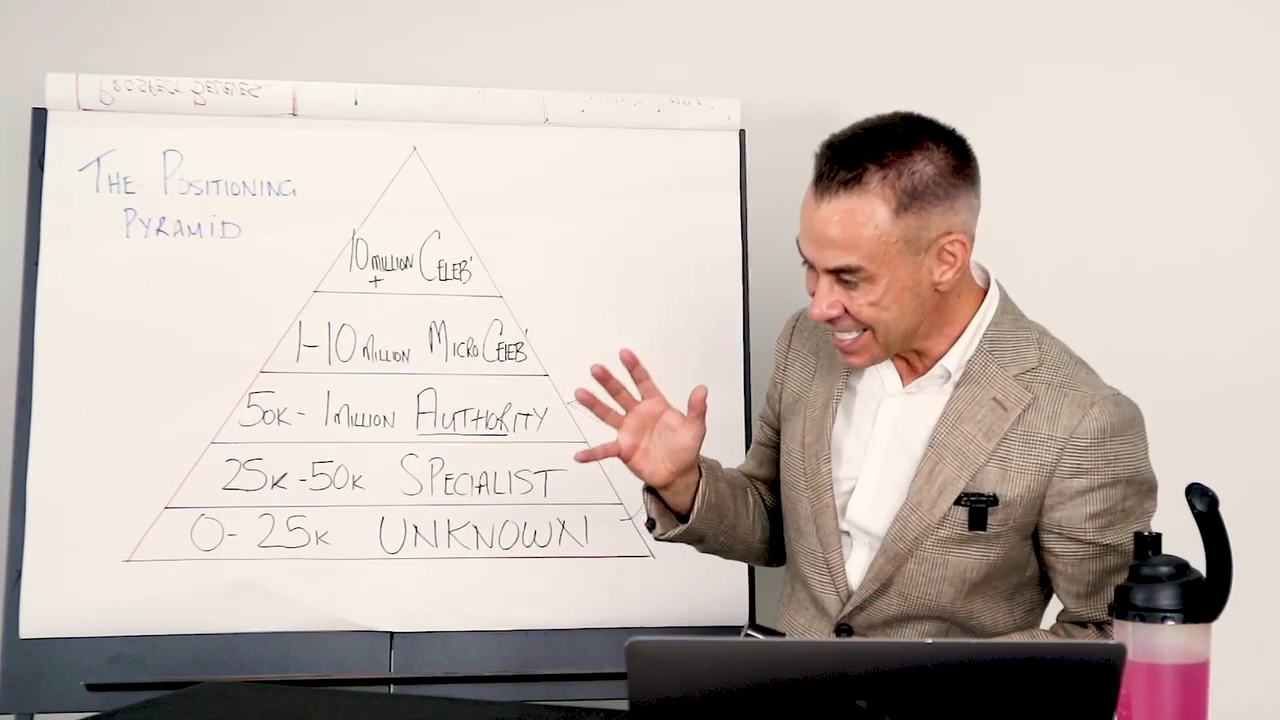 THE POSITIONING
PYRAMID
10 MILLION CELEB'
+
1-10 MILLION MICRO CELEB'
50K - 1 MILLION AUTHORITY
25K - 50K SPECIALIST
0 - 25K UNKNOWN